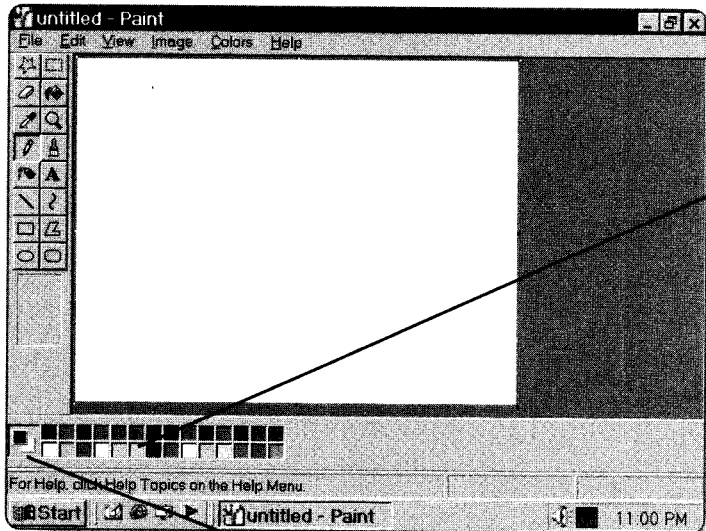 untitled - Paint
File Edit View Image Colors Help
A
For Help, click Help Topics on the Help Menu.
Start untitled - Paint 11:00 PM